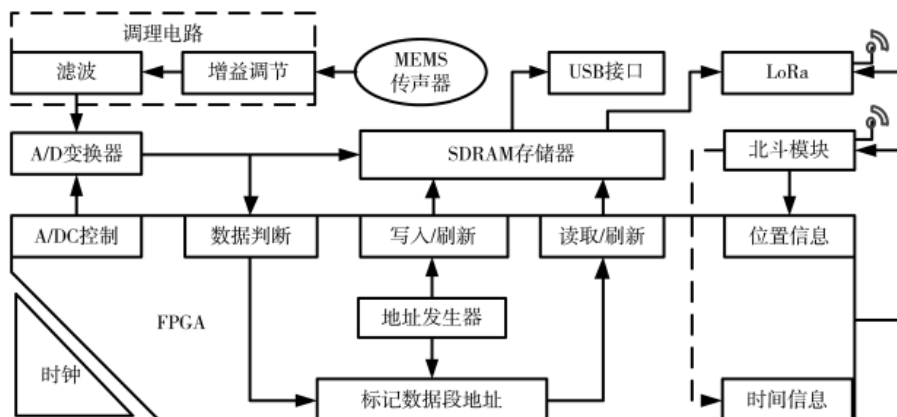 调理电路
滤波
增益调节
MEMS
传声器
USB接口
LoRa
A/D变换器
SDRAM存储器
北斗模块
A/DC控制
数据判断
写入/刷新
读取/刷新
位置信息
FPGA
地址发生器
时钟
标记数据段地址
时间信息